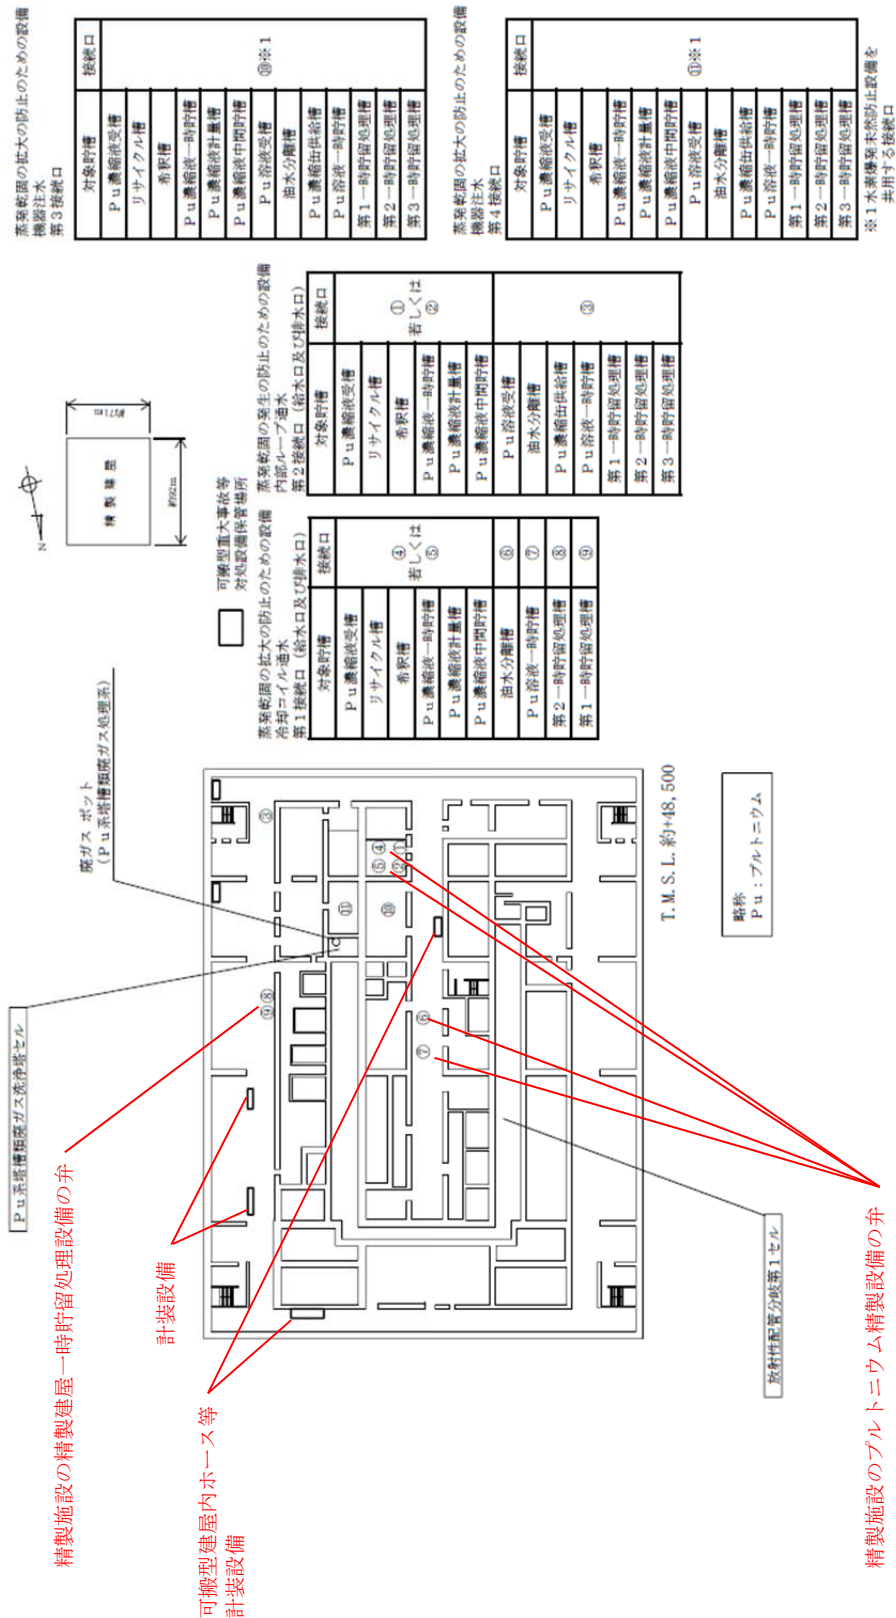 精製施設の精製建屋一時貯留処理設備の弁
計装設備
可搬型建屋内ホース等
計装設備
Pu系塔槽類廃ガス洗浄塔セル
廃ガス ポット
(Pu系塔槽類廃ガス処理系)
⑨⑧
③
⑪
⑩
⑤④
②①
⑥
⑦
放射性配管分岐第1セル
精製施設のプルトニウム精製設備の弁
T.M.S.L.約+48,500
略称
Pu:プルトニウム
N
精製建屋
約92m
約71m
可搬型重大事故等
対処設備保管場所
蒸発乾固の拡大の防止のための設備
冷却コイル通水
第1接続口(給水口及び排水口)
対象貯槽 接続口
Pu濃縮液受槽
リサイクル槽
希釈槽
Pu濃縮液一時貯槽
Pu濃縮液計量槽
Pu濃縮液中間貯槽
④
若しくは
⑤
油水分離槽 ⑥
Pu溶液一時貯槽 ⑦
第2一時貯留処理槽 ⑧
第1一時貯留処理槽 ⑨
蒸発乾固の発生の防止のための設備
内部ループ通水
第2接続口(給水口及び排水口)
対象貯槽 接続口
Pu濃縮液受槽
リサイクル槽
希釈槽
Pu濃縮液一時貯槽
Pu濃縮液計量槽
Pu濃縮液中間貯槽
①
若しくは
②
Pu溶液受槽
油水分離槽
Pu濃縮缶供給槽
Pu溶液一時貯槽
第1一時貯留処理槽
第2一時貯留処理槽
第3一時貯留処理槽
③
蒸発乾固の拡大の防止のための設備
機器注水
第3接続口
対象貯槽 接続口
Pu濃縮液受槽
リサイクル槽
希釈槽
Pu濃縮液一時貯槽
Pu濃縮液計量槽
Pu濃縮液中間貯槽
Pu溶液受槽
油水分離槽
Pu濃縮缶供給槽
Pu溶液一時貯槽
第1一時貯留処理槽
第2一時貯留処理槽
第3一時貯留処理槽
⑩※1
蒸発乾固の拡大の防止のための設備
機器注水
第4接続口
対象貯槽 接続口
Pu濃縮液受槽
リサイクル槽
希釈槽
Pu濃縮液一時貯槽
Pu濃縮液計量槽
Pu濃縮液中間貯槽
Pu溶液受槽
油水分離槽
Pu濃縮缶供給槽
Pu溶液一時貯槽
第1一時貯留処理槽
第2一時貯留処理槽
第3一時貯留処理槽
⑪※1
※1水素爆発未然防止設備を
共用する接続口